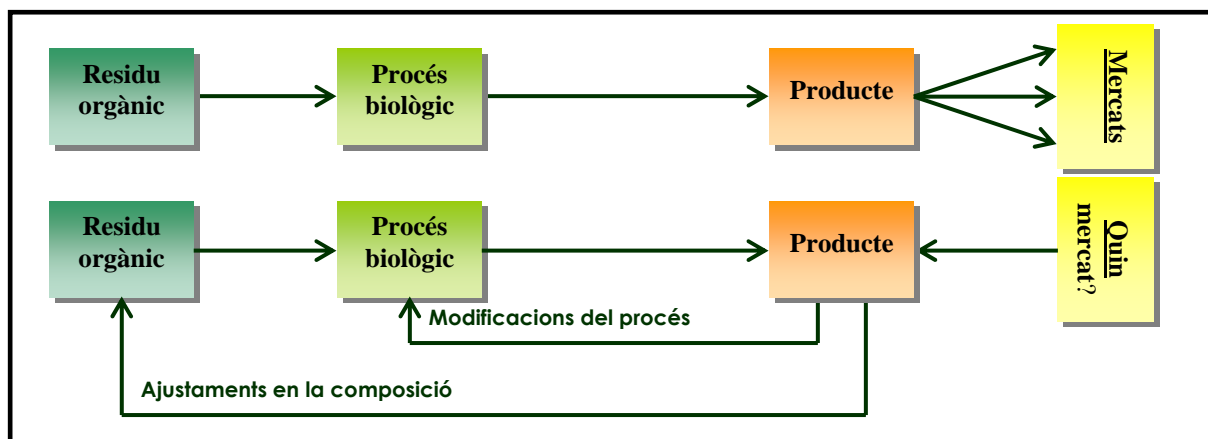 Residu
orgànic
Procés
biològic
Producte
Mercats
Residu
orgànic
Procés
biològic
Producte
Quin
mercat?
Modificacions del procés
Ajustaments en la composició